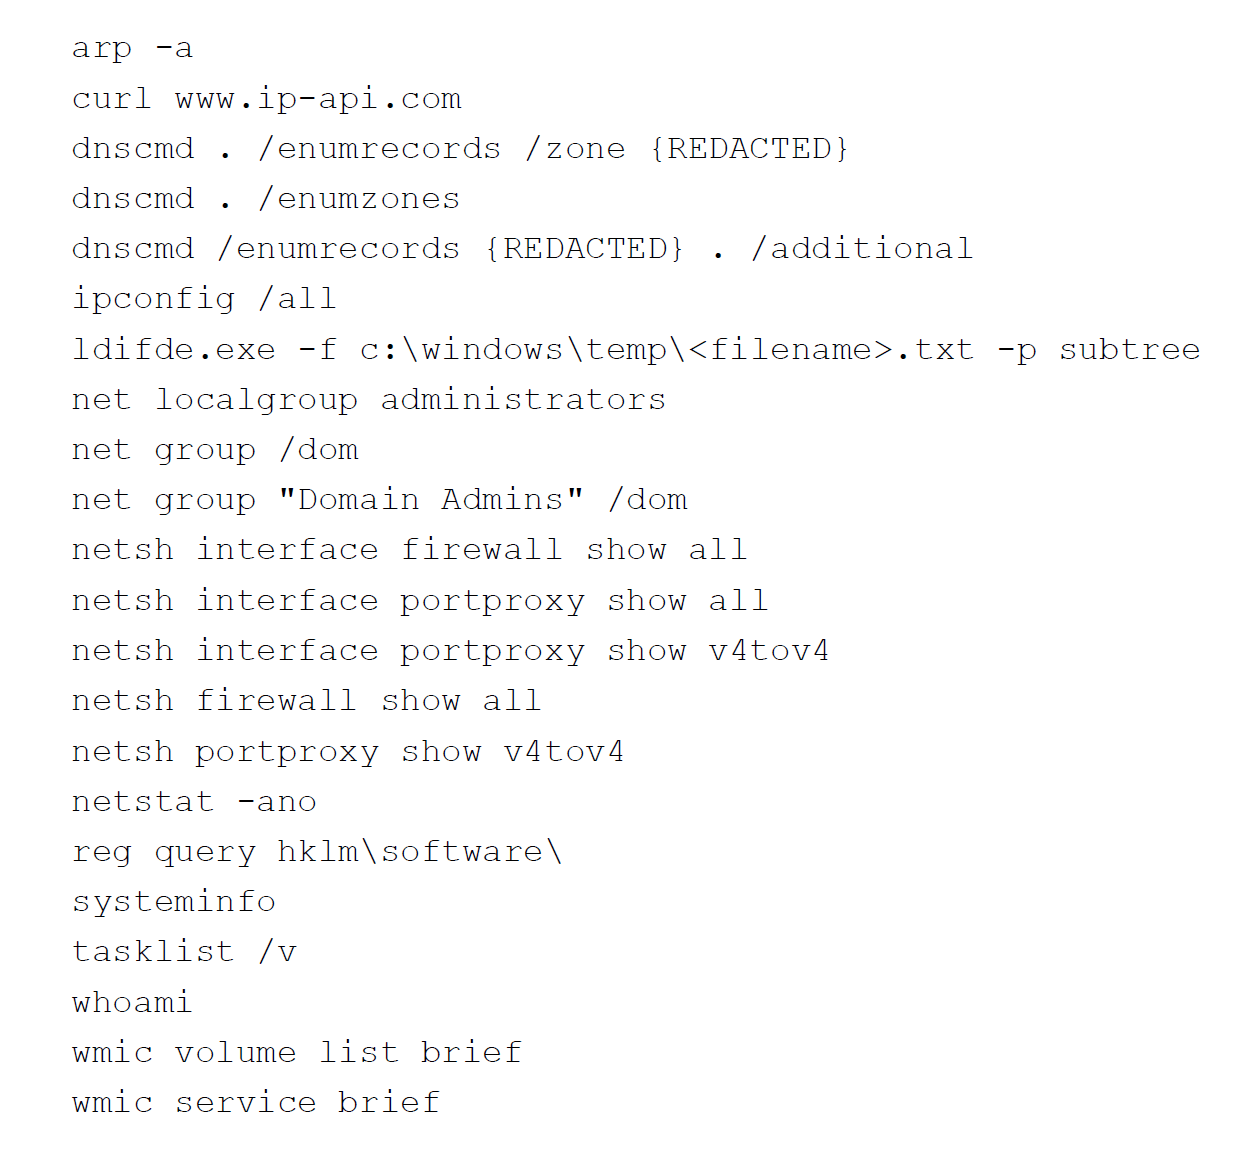 arp -a
curl www.ip-api.com
dnscmd . /enumrecords /zone {REDACTED}
dnscmd . /enumzones
dnscmd /enumrecords {REDACTED} . /additional
ipconfig /all
ldifde.exe -f c:\windows\temp\<filename>.txt -p subtree
net localgroup administrators
net group /dom
net group "Domain Admins" /dom
netsh interface firewall show all
netsh interface portproxy show all
netsh interface portproxy show v4tov4
netsh firewall show all
netsh portproxy show v4tov4
netstat -ano
reg query hklm\software\
systeminfo
tasklist /v
whoami
wmic volume list brief
wmic service brief